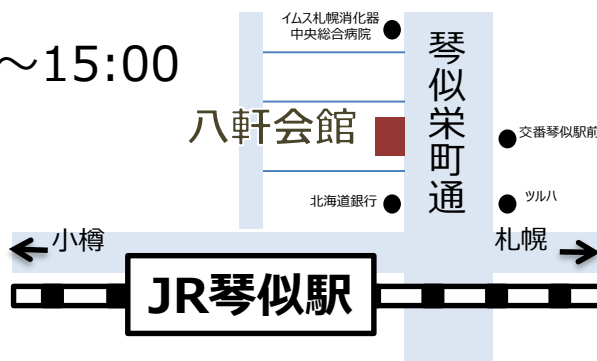 イムス札幌消化器
中央総合病院
～15:00
琴似栄町通
八軒会館
交番琴似駅前
北海道銀行
ツルハ
小樽
札幌
JR琴似駅